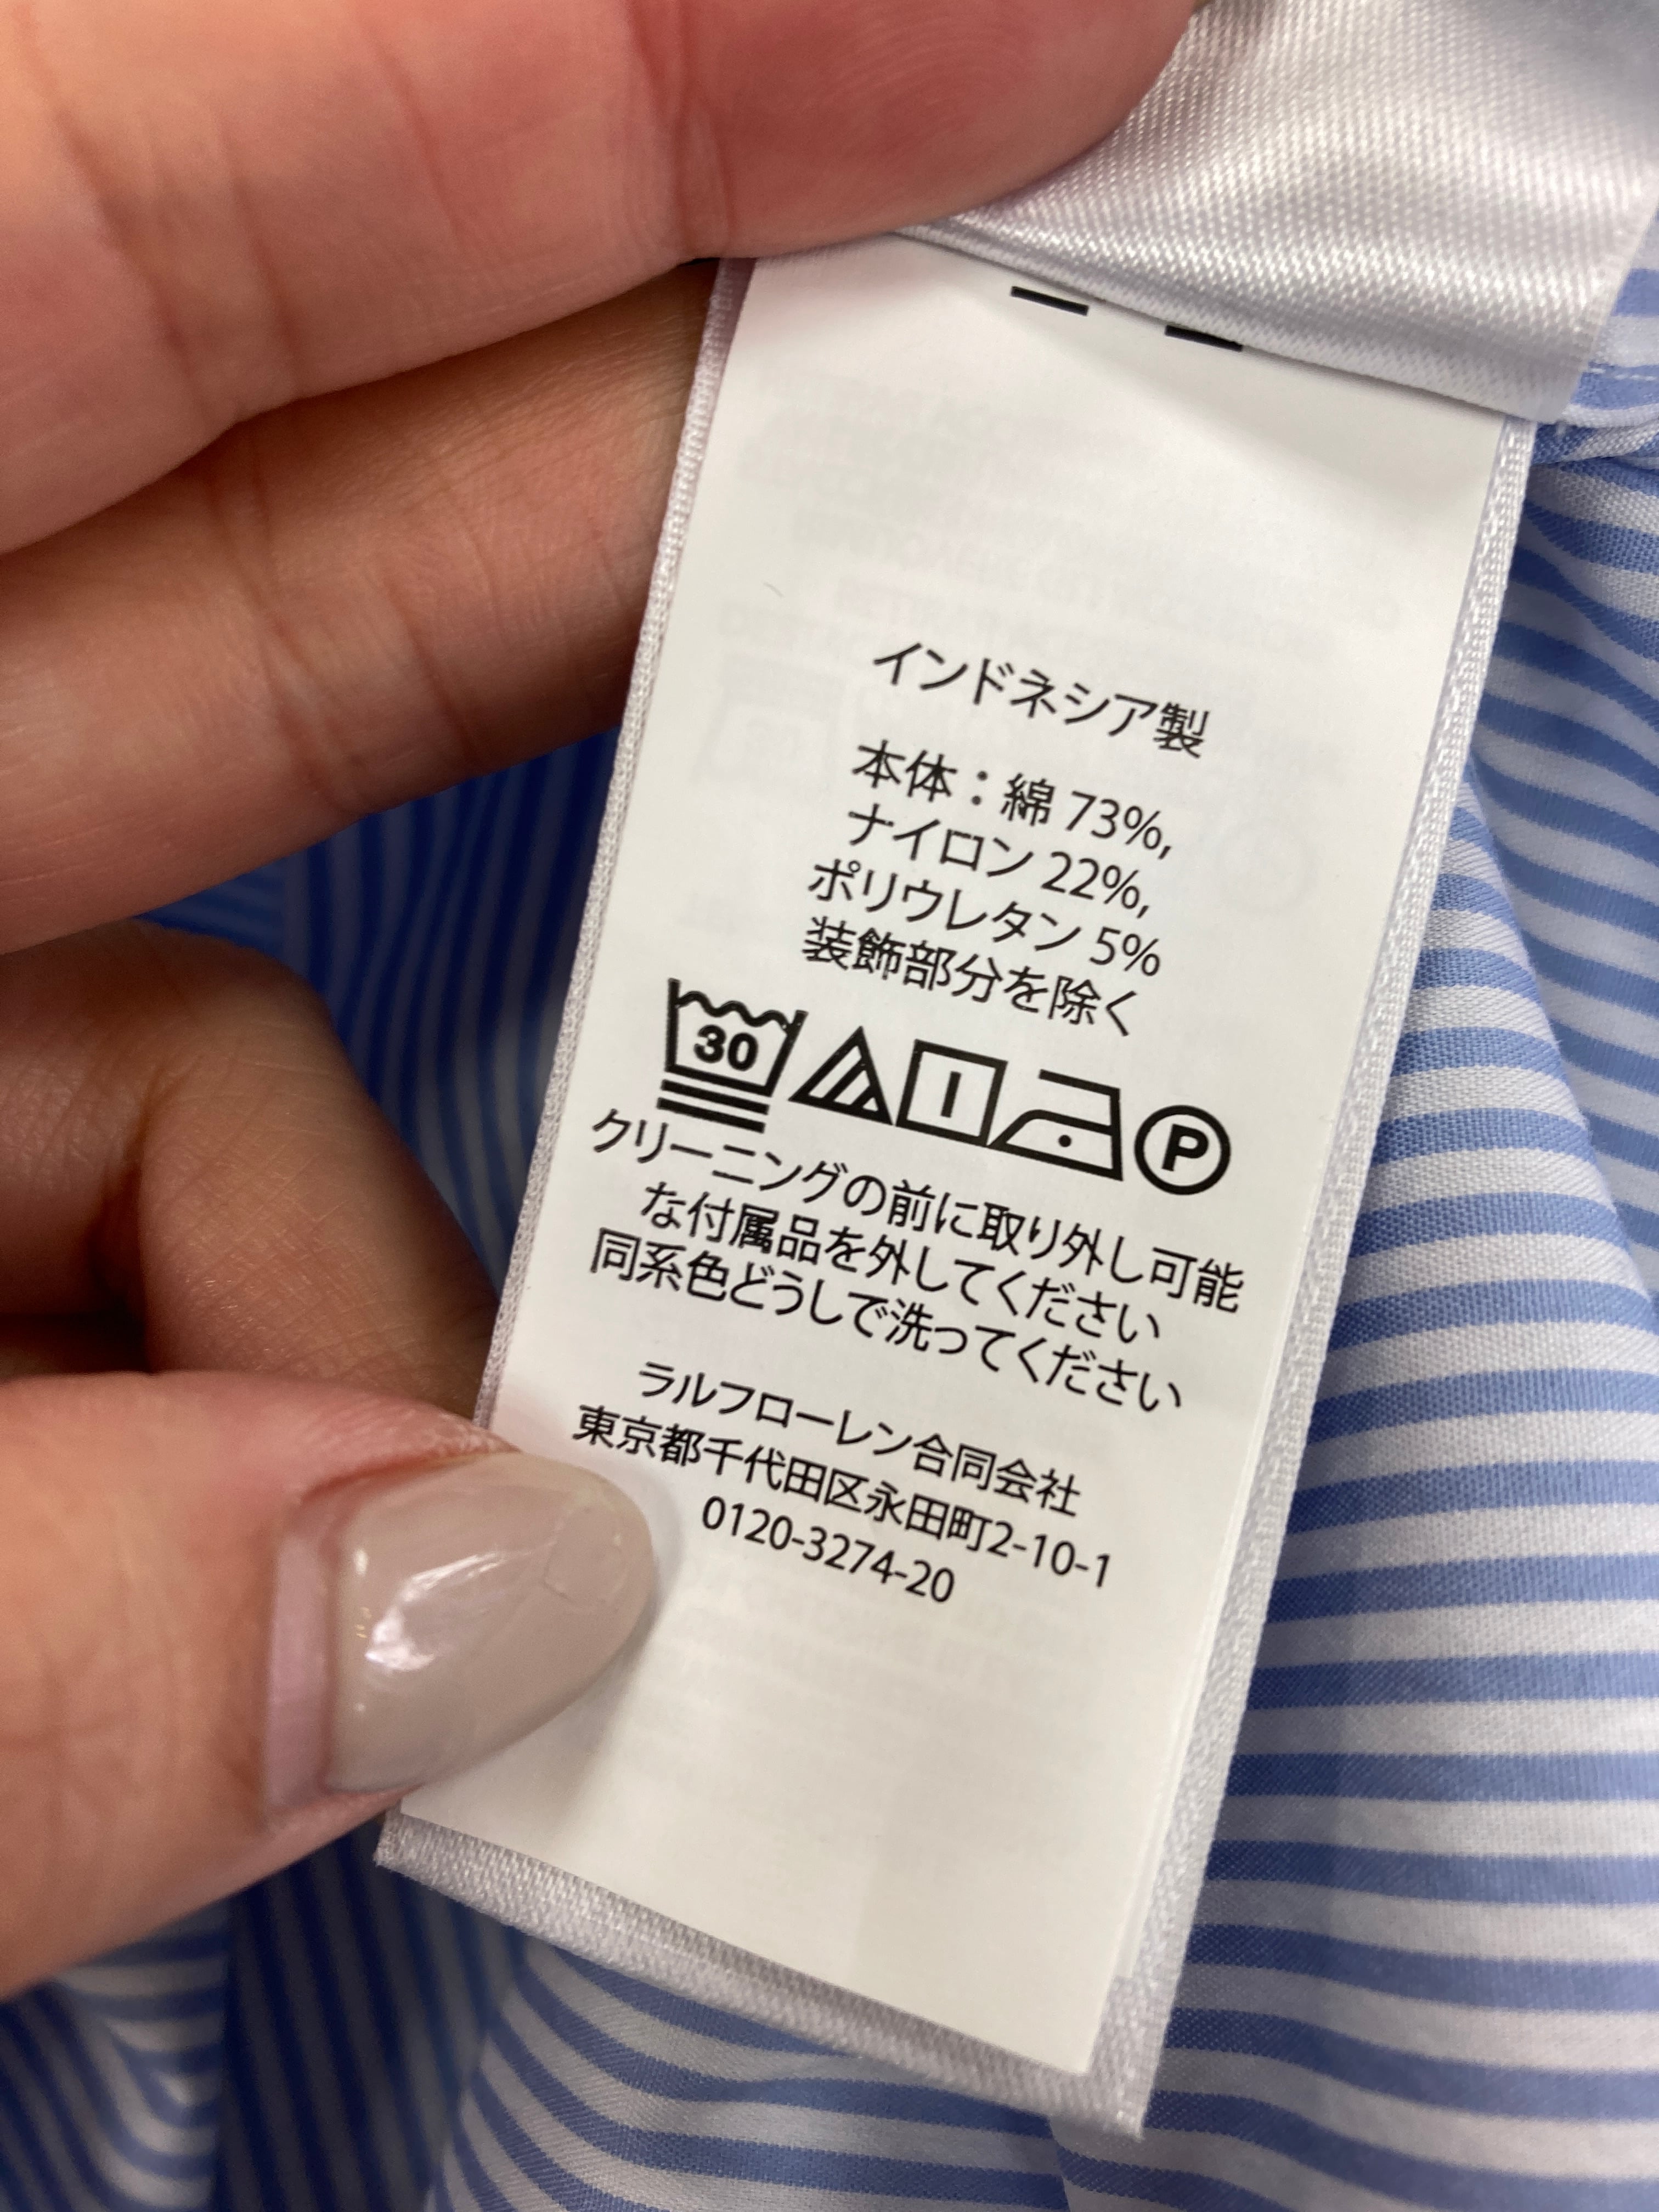 インドネシア製
本体：綿 73%,
ナイロン 22%,
ポリウレタン 5%
装飾部分を除く
30 P
クリーニングの前に取り外し可能
な付属品を外してください
同系色どうしで洗ってください
ラルフローレン合同会社
東京都千代田区永田町2-10-1
0120-3274-20